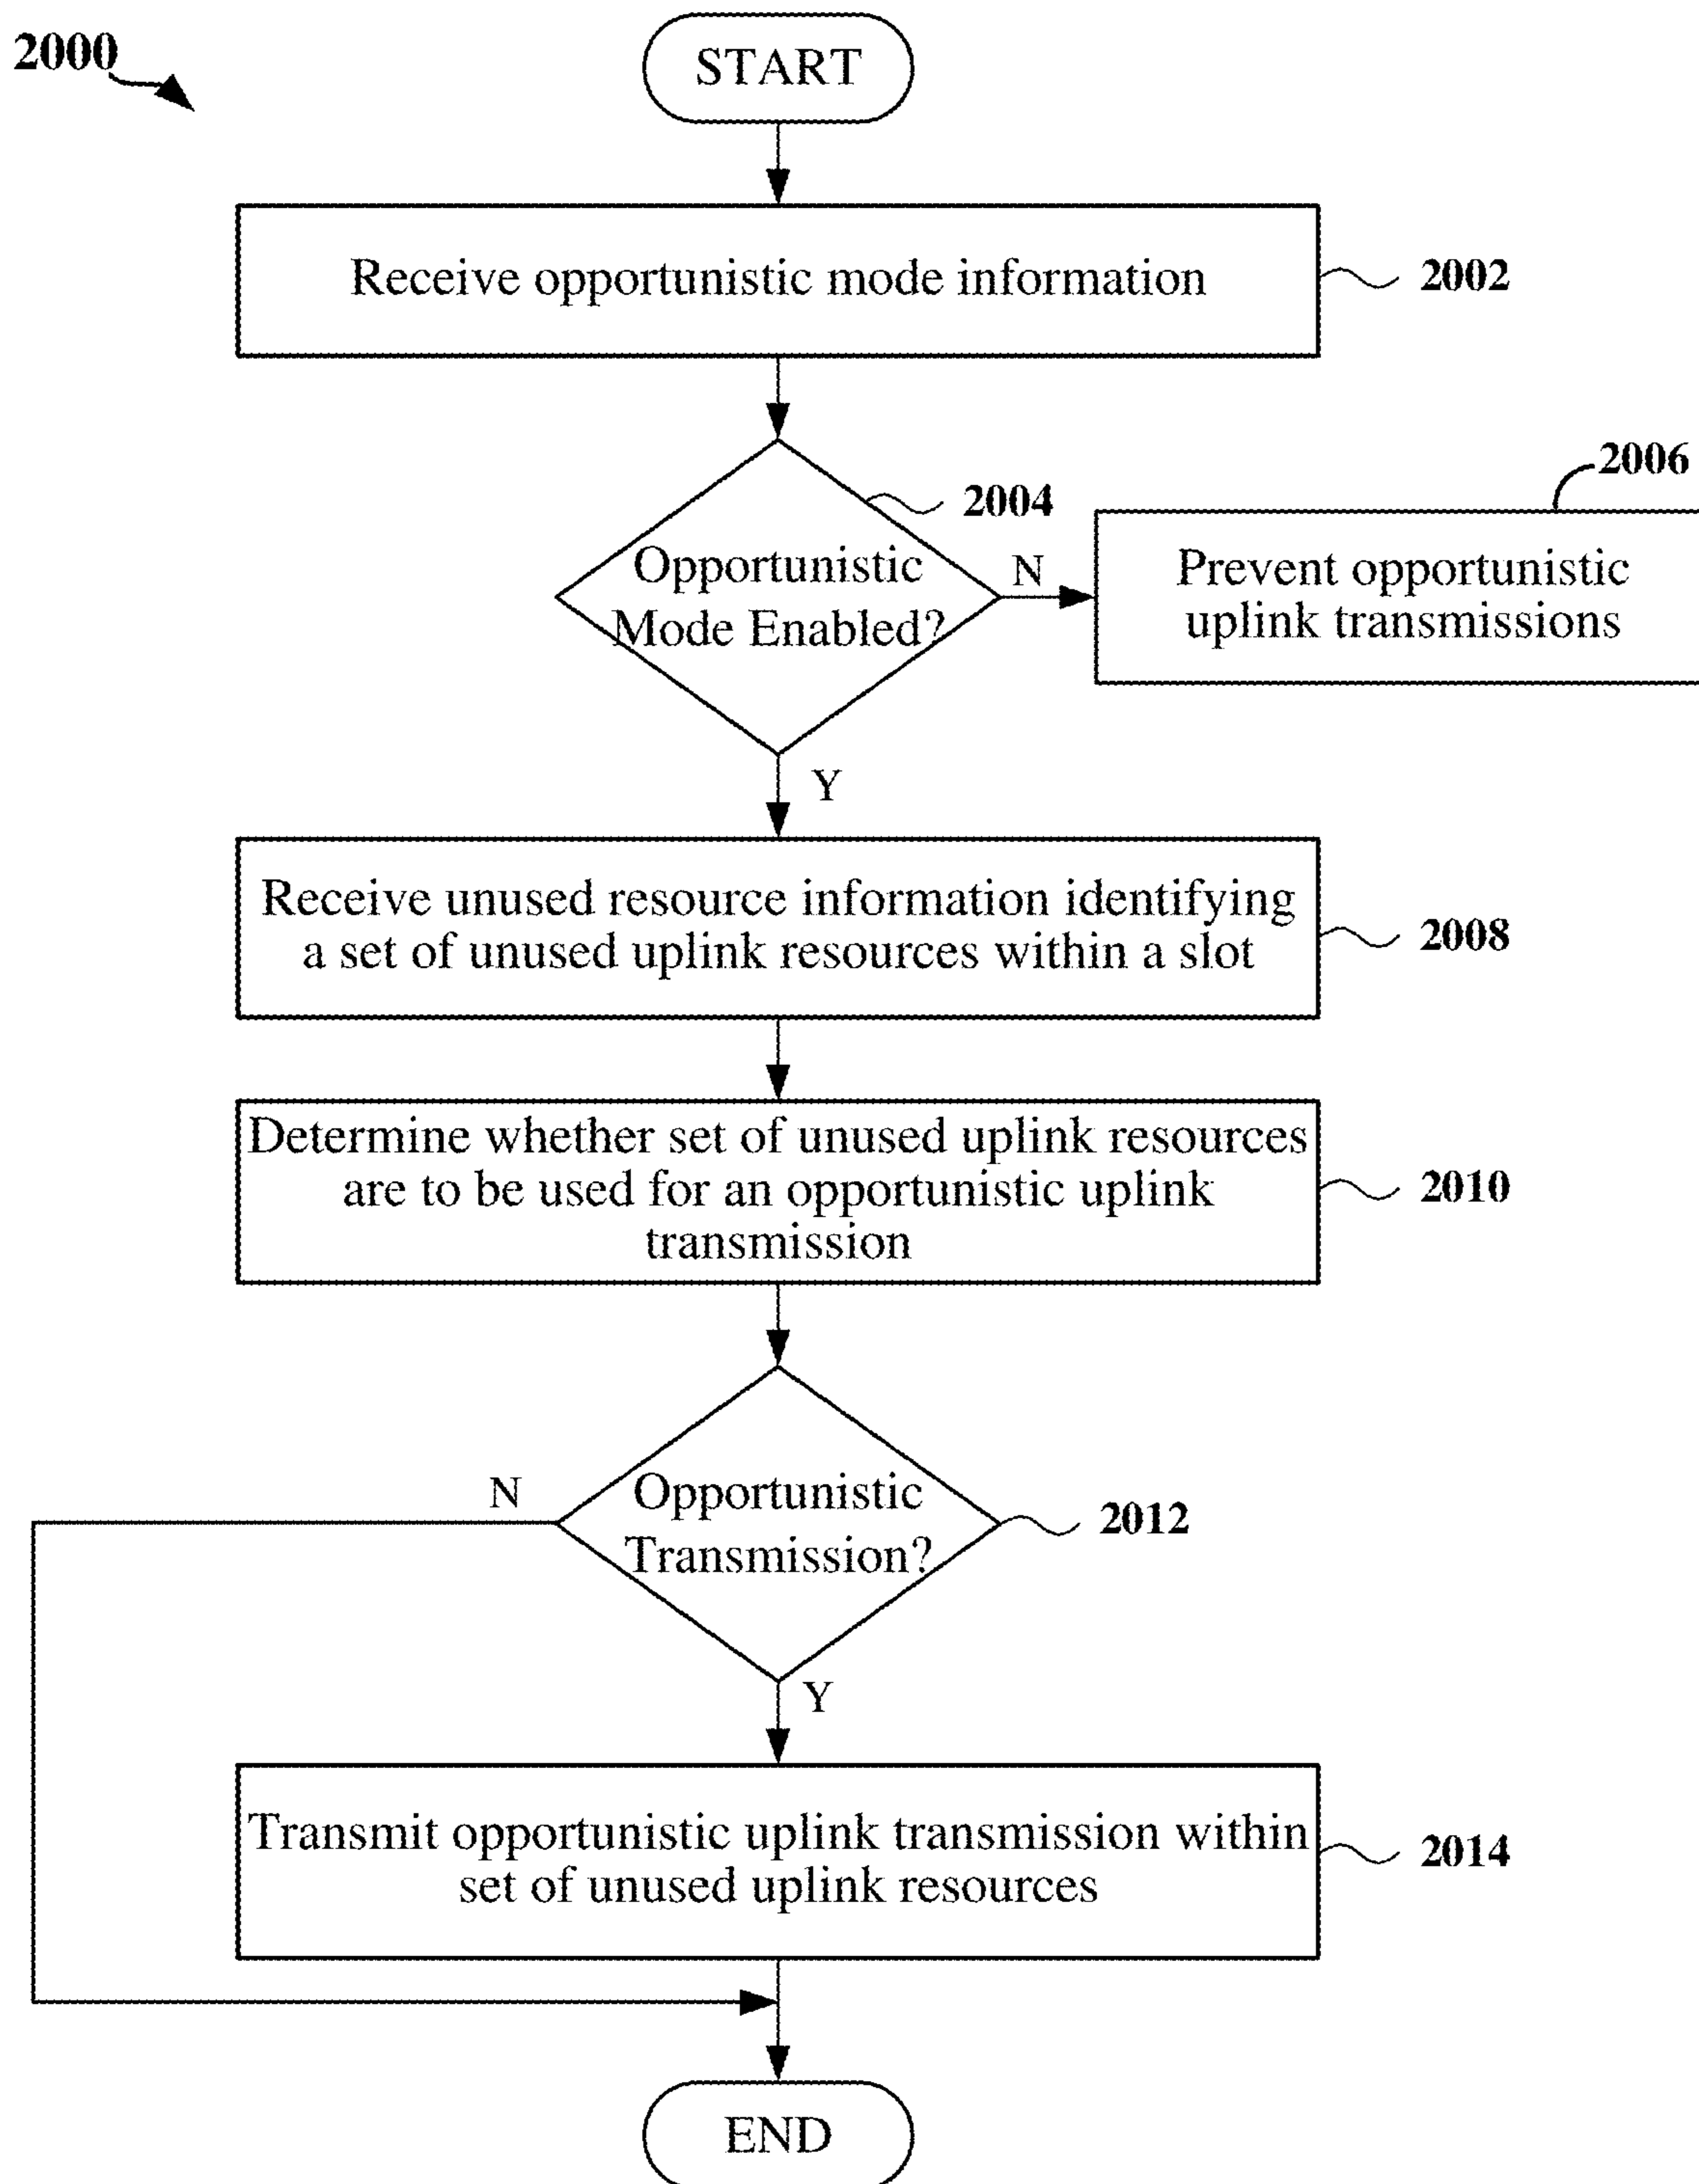 2000
START
Receive opportunistic mode information
2002
2004
Opportunistic
Mode Enabled?
N
2006
Prevent opportunistic
uplink transmissions
Y
Receive unused resource information identifying
a set of unused uplink resources within a slot
2008
Determine whether set of unused uplink resources
are to be used for an opportunistic uplink
transmission
2010
N
Opportunistic
Transmission?
2012
Y
Transmit opportunistic uplink transmission within
set of unused uplink resources
2014
END